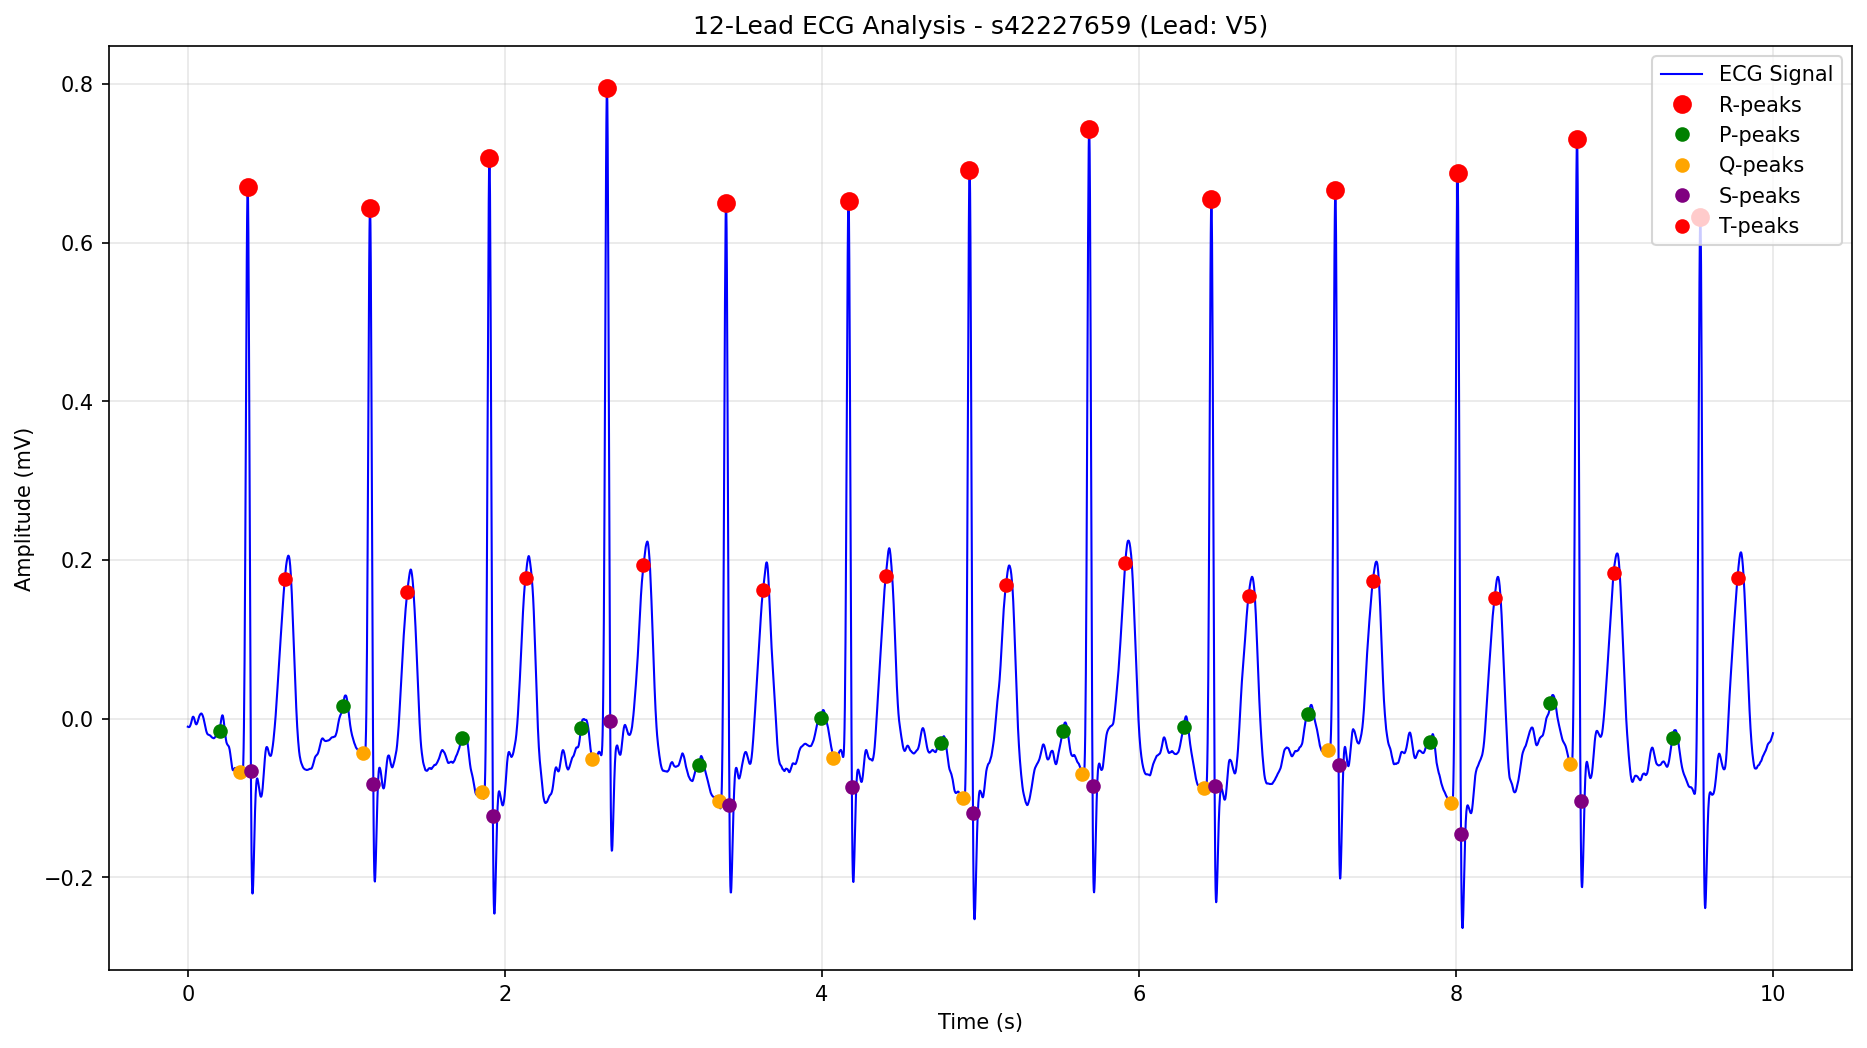 12-Lead ECG Analysis - s42227659 (Lead: V5)
ECG Signal
R-peaks
P-peaks
Q-peaks
S-peaks
T-peaks
Amplitude (mV)
0.8
0.6
0.4
0.2
0.0
−0.2
0 2 4 6 8 10
Time (s)